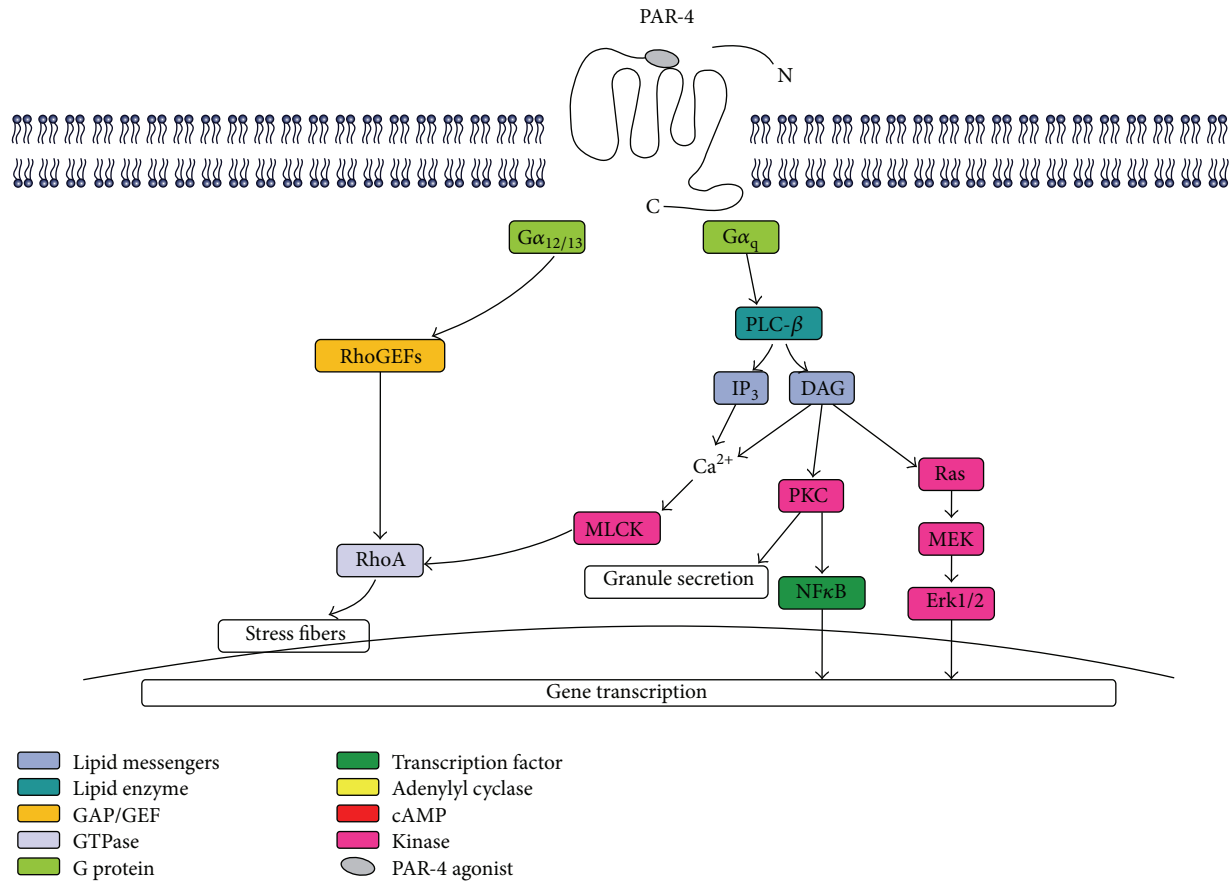 PAR-4
N
C
Gα12/13
Gαq
PLC-β
RhoGEFs
IP3
DAG
Ca2+
Ras
PKC
MLCK
MEK
RhoA
Granule secretion
NFκB
Erk1/2
Stress fibers
Gene transcription
Lipid messengers
Lipid enzyme
GAP/GEF
GTPase
G protein
Transcription factor
Adenylyl cyclase
cAMP
Kinase
PAR-4 agonist